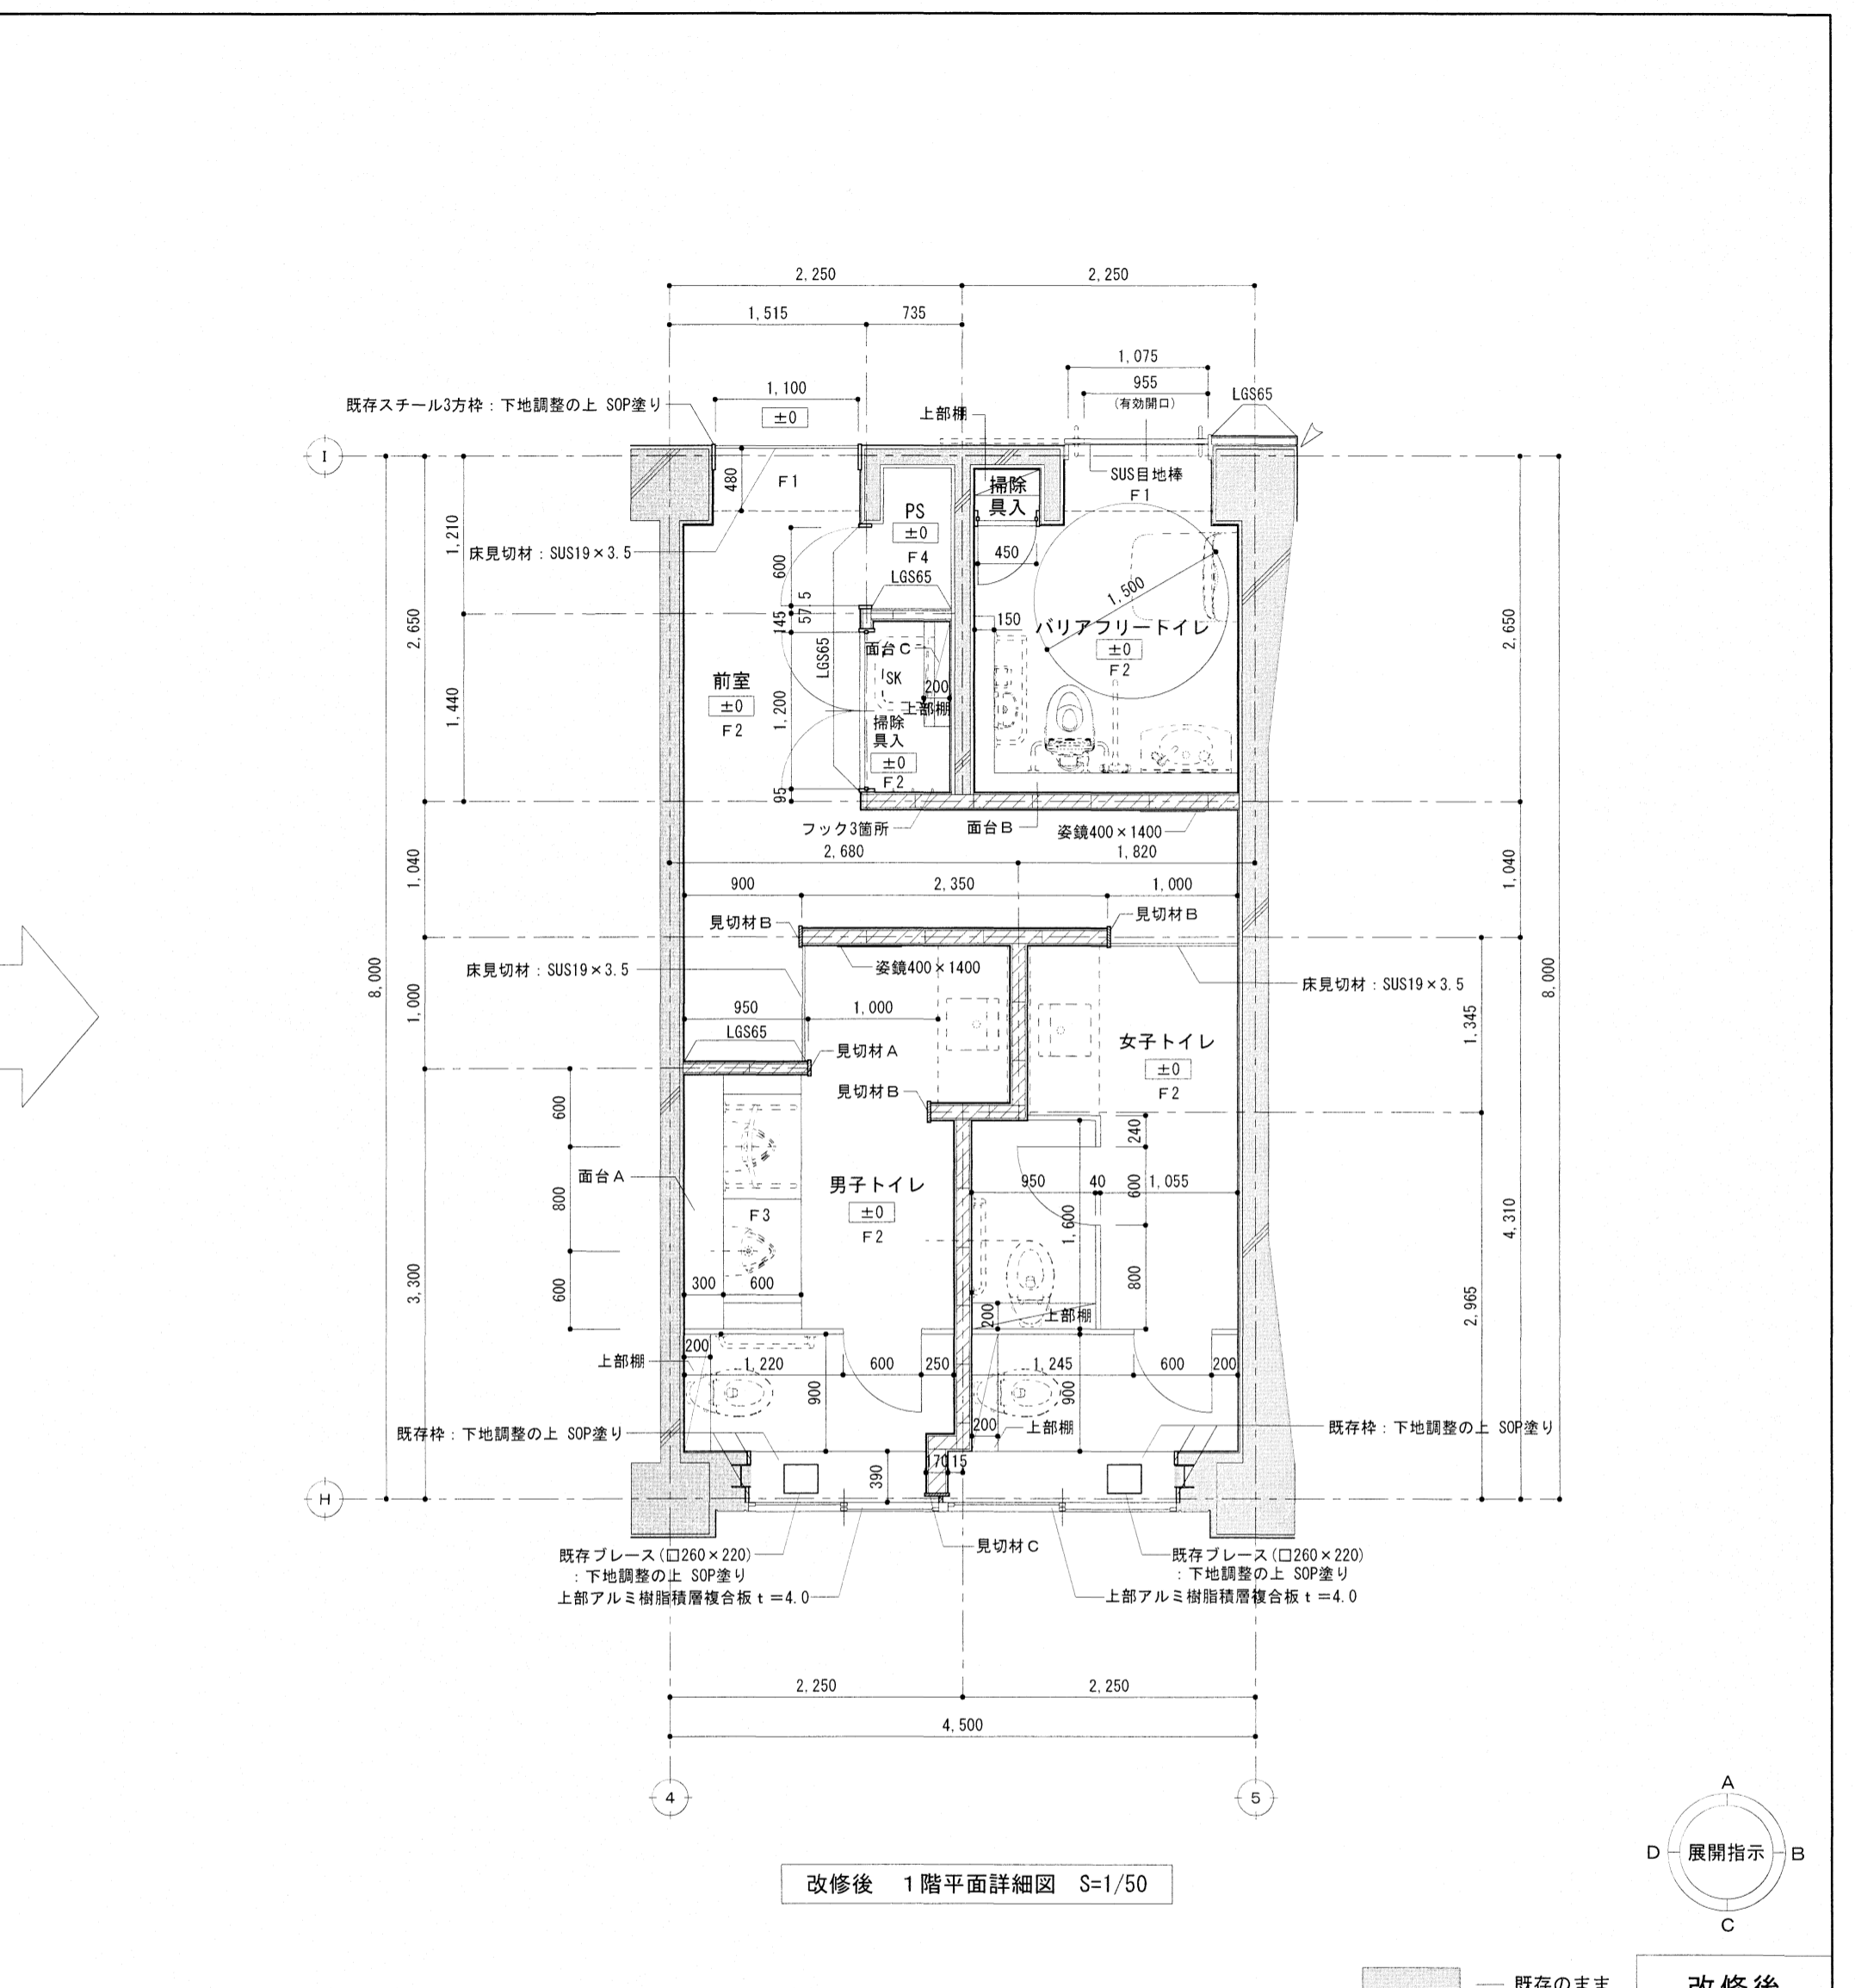 2,250
2,250
1,515
735
1,075
1,100
955
(有効開口)
LGS65
既存スチール3方枠：下地調整の上 SOP塗り
±0
上部棚
I
480
F1
掃除
具入
SUS目地棒
F1
PS
±0
F4
1,210
床見切材：SUS19×3.5
600
450
LGS65
1,500
57.5
145
150
バリアフリートイレ
±0
F2
2,650
2,650
LGS65
面台C
SK
200
上部棚
前室
±0
F2
1,440
1,200
掃除
具入
±0
F2
95
フック3箇所
面台B
姿鏡400×1400
2,680
1,820
1,040
1,040
900
2,350
1,000
見切材B
見切材B
8,000
床見切材：SUS19×3.5
姿鏡400×1400
床見切材：SUS19×3.5
8,000
1,000
950
1,000
1,345
LGS65
見切材A
女子トイレ
±0
F2
見切材B
600
240
面台A
男子トイレ
±0
F2
950
40
600
1,055
800
F3
1,600
4,310
3,300
300
600
800
600
200
上部棚
2,965
200
上部棚
1,220
600
250
1,245
600
200
900
900
200
上部棚
既存枠：下地調整の上 SOP塗り
既存枠：下地調整の上 SOP塗り
170
15
390
H
見切材C
既存ブレース(□260×220)
：下地調整の上 SOP塗り
上部アルミ樹脂積層複合板ｔ＝4.0
既存ブレース(□260×220)
：下地調整の上 SOP塗り
上部アルミ樹脂積層複合板ｔ＝4.0
2,250
2,250
4,500
4
5
A
D
展開指示
B
C
改修後　１階平面詳細図　S=1/50
既存のまま
改修後